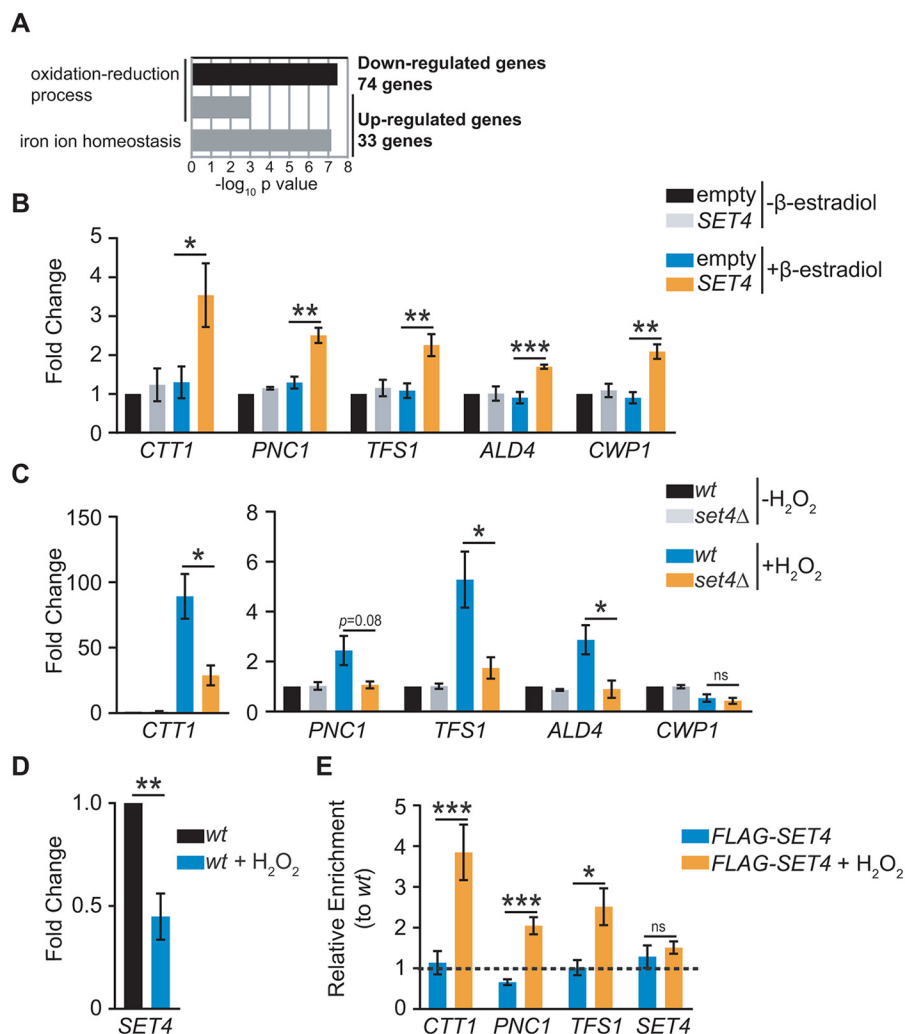 A
oxidation-reduction
process
iron ion homeostasis
Down-regulated genes
74 genes
Up-regulated genes
33 genes
0 1 2 3 4 5 6 7 8
-log10 p value
B
empty
SET4
-β-estradiol
empty
SET4
+β-estradiol
Fold Change
5
4
3
2
1
0
*
**
**
***
**
CTT1 PNC1 TFS1 ALD4 CWP1
C
wt
set4Δ
-H2O2
wt
set4Δ
+H2O2
Fold Change
150
100
50
0
*
CTT1
8
6
4
2
0
p=0.08
*
*
ns
PNC1 TFS1 ALD4 CWP1
D
Fold Change
1.0
0.5
0
**
SET4
wt
wt + H2O2
E
Relative Enrichment
(to wt)
5
4
3
2
1
0
***
***
*
ns
CTT1 PNC1 TFS1 SET4
FLAG-SET4
FLAG-SET4 + H2O2